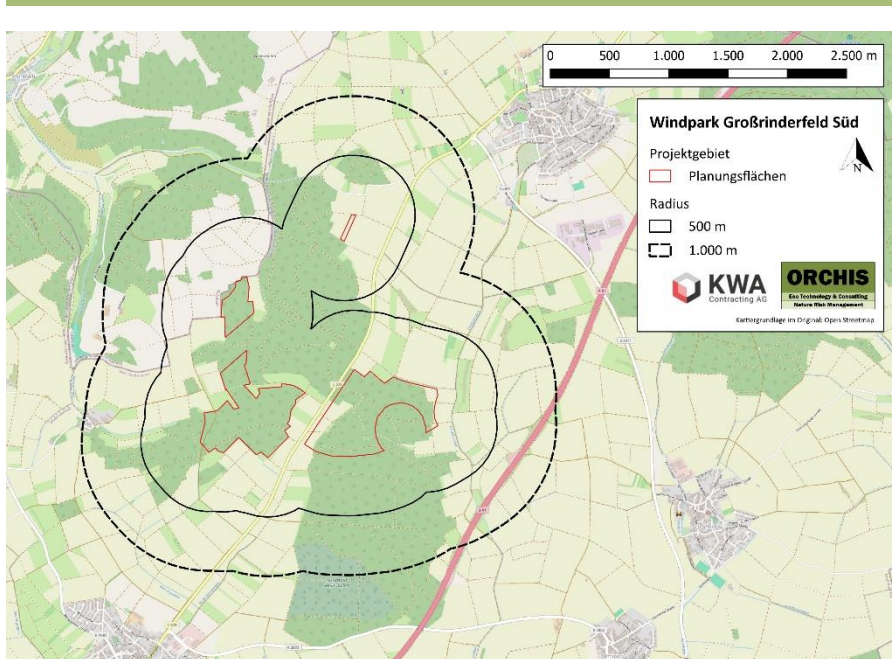 0 500 1.000 1.500 2.000 2.500 m
Windpark Großrinderfeld Süd
Projektgebiet
Planungsflächen
Radius
500 m
1.000 m
N
KWA
Contracting AG
ORCHIS
Eco Technology & Consulting
Nature Risk Management
Kartengrundlage im Original: Open Streetmap